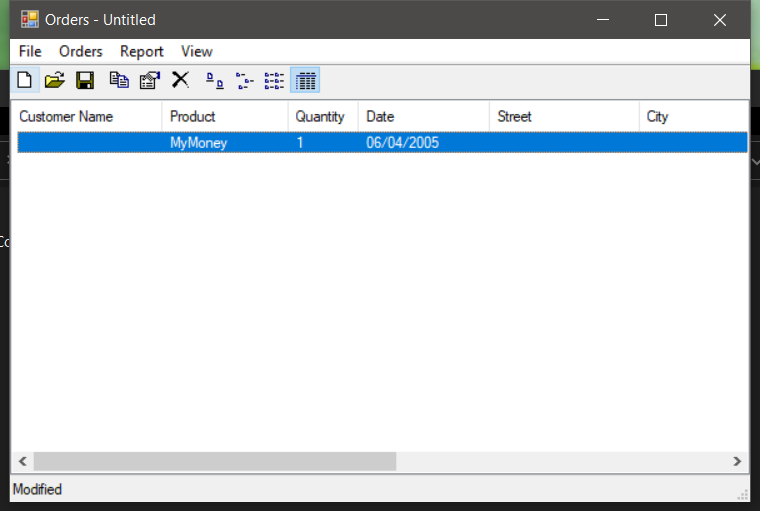 Orders - Untitled
File Orders Report View
Customer Name Product Quantity Date Street City
MyMoney 1 06/04/2005
Modified